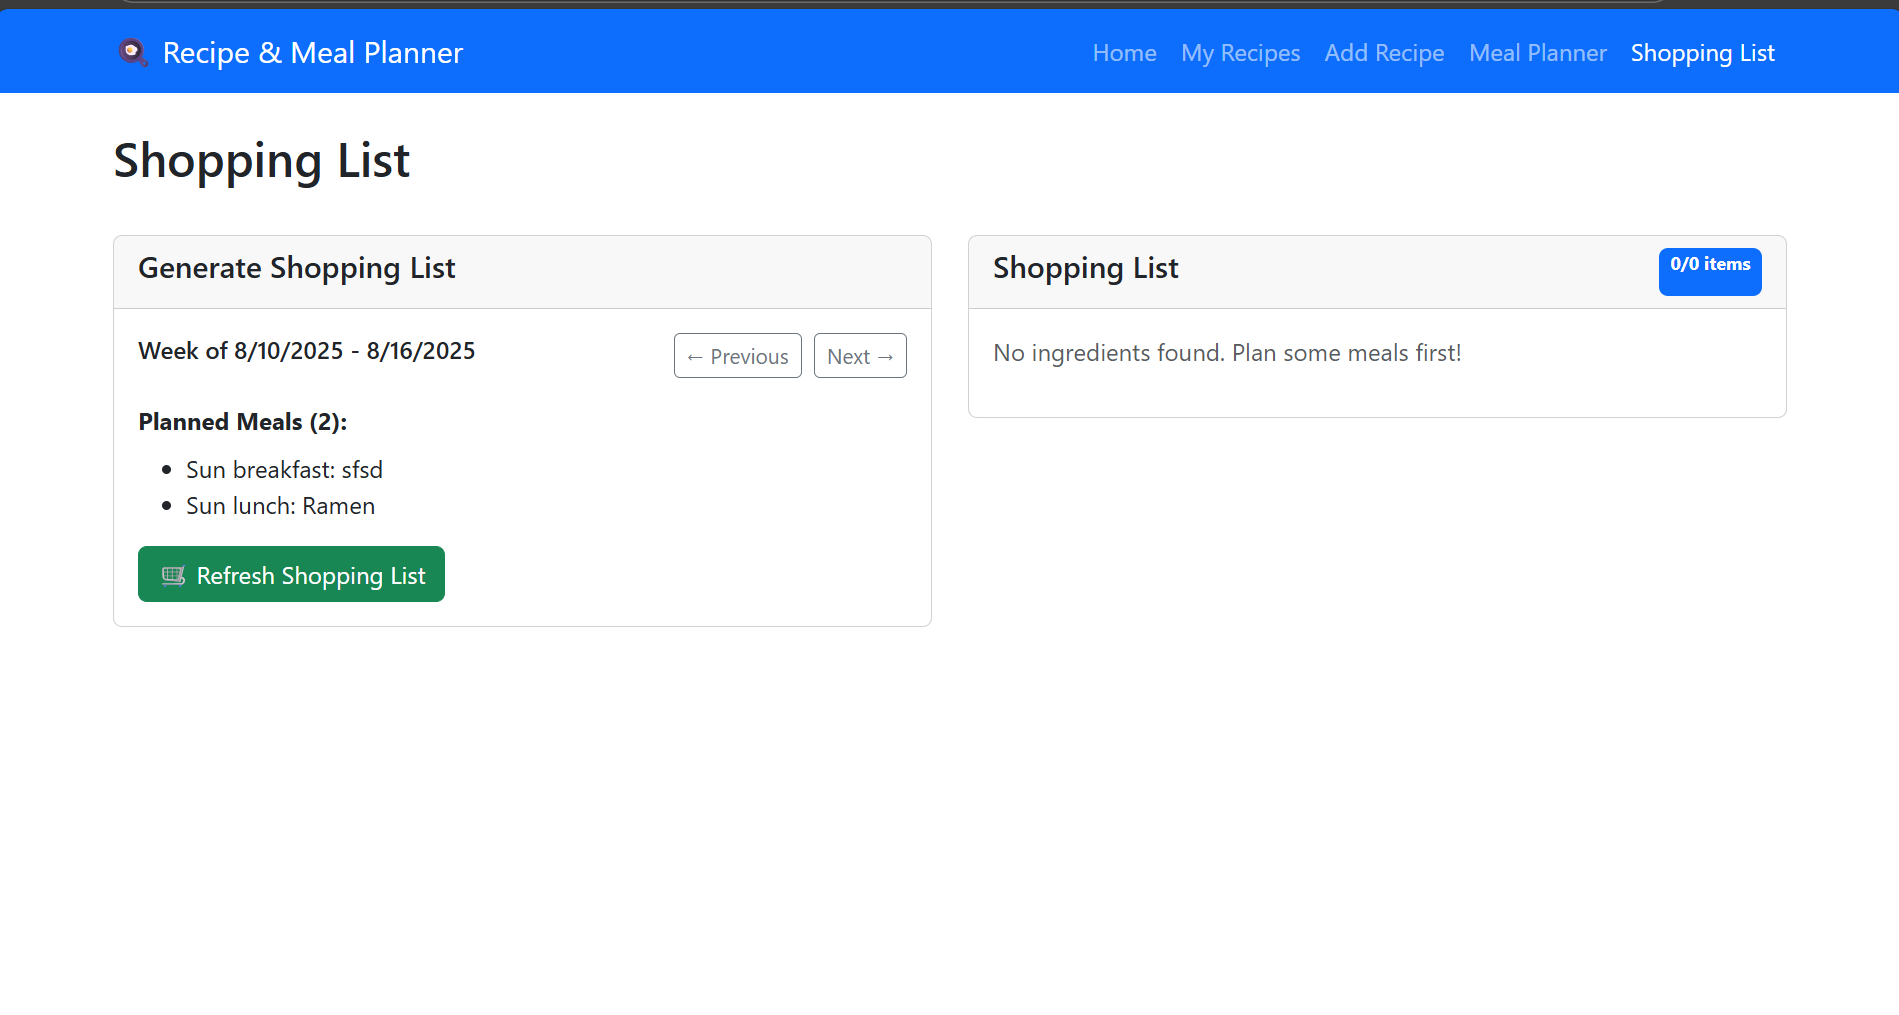 Recipe & Meal Planner
Home
My Recipes
Add Recipe
Meal Planner
Shopping List
Shopping List
Generate Shopping List
Week of 8/10/2025 - 8/16/2025
← Previous
Next →
Planned Meals (2):
• Sun breakfast: sfsd
• Sun lunch: Ramen
Refresh Shopping List
Shopping List
0/0 items
No ingredients found. Plan some meals first!